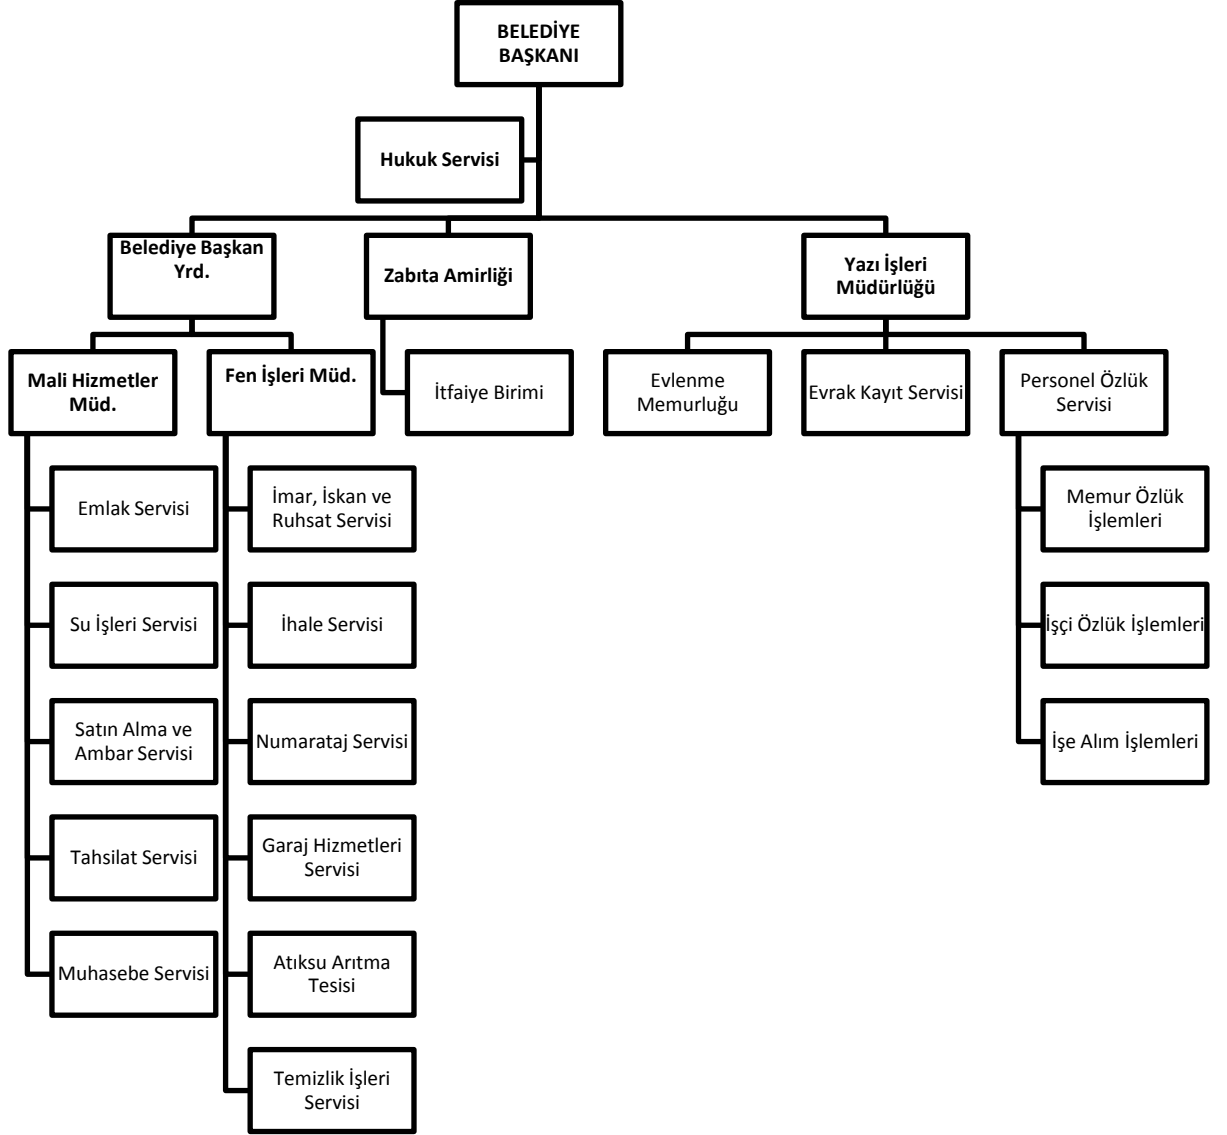 BELEDİYE
BAŞKANI
Hukuk Servisi
Belediye Başkan
Yrd.
Zabıta Amirliği
Yazı İşleri
Müdürlüğü
Mali Hizmetler
Müd.
Fen İşleri Müd.
İtfaiye Birimi
Evlenme
Memurluğu
Evrak Kayıt Servisi
Personel Özlük
Servisi
Emlak Servisi
İmar, İskan ve
Ruhsat Servisi
Memur Özlük
İşlemleri
Su İşleri Servisi
İhale Servisi
İşçi Özlük İşlemleri
Satın Alma ve
Ambar Servisi
Numarataj Servisi
İşe Alım İşlemleri
Tahsilat Servisi
Garaj Hizmetleri
Servisi
Muhasebe Servisi
Atıksu Arıtma
Tesisi
Temizlik İşleri
Servisi